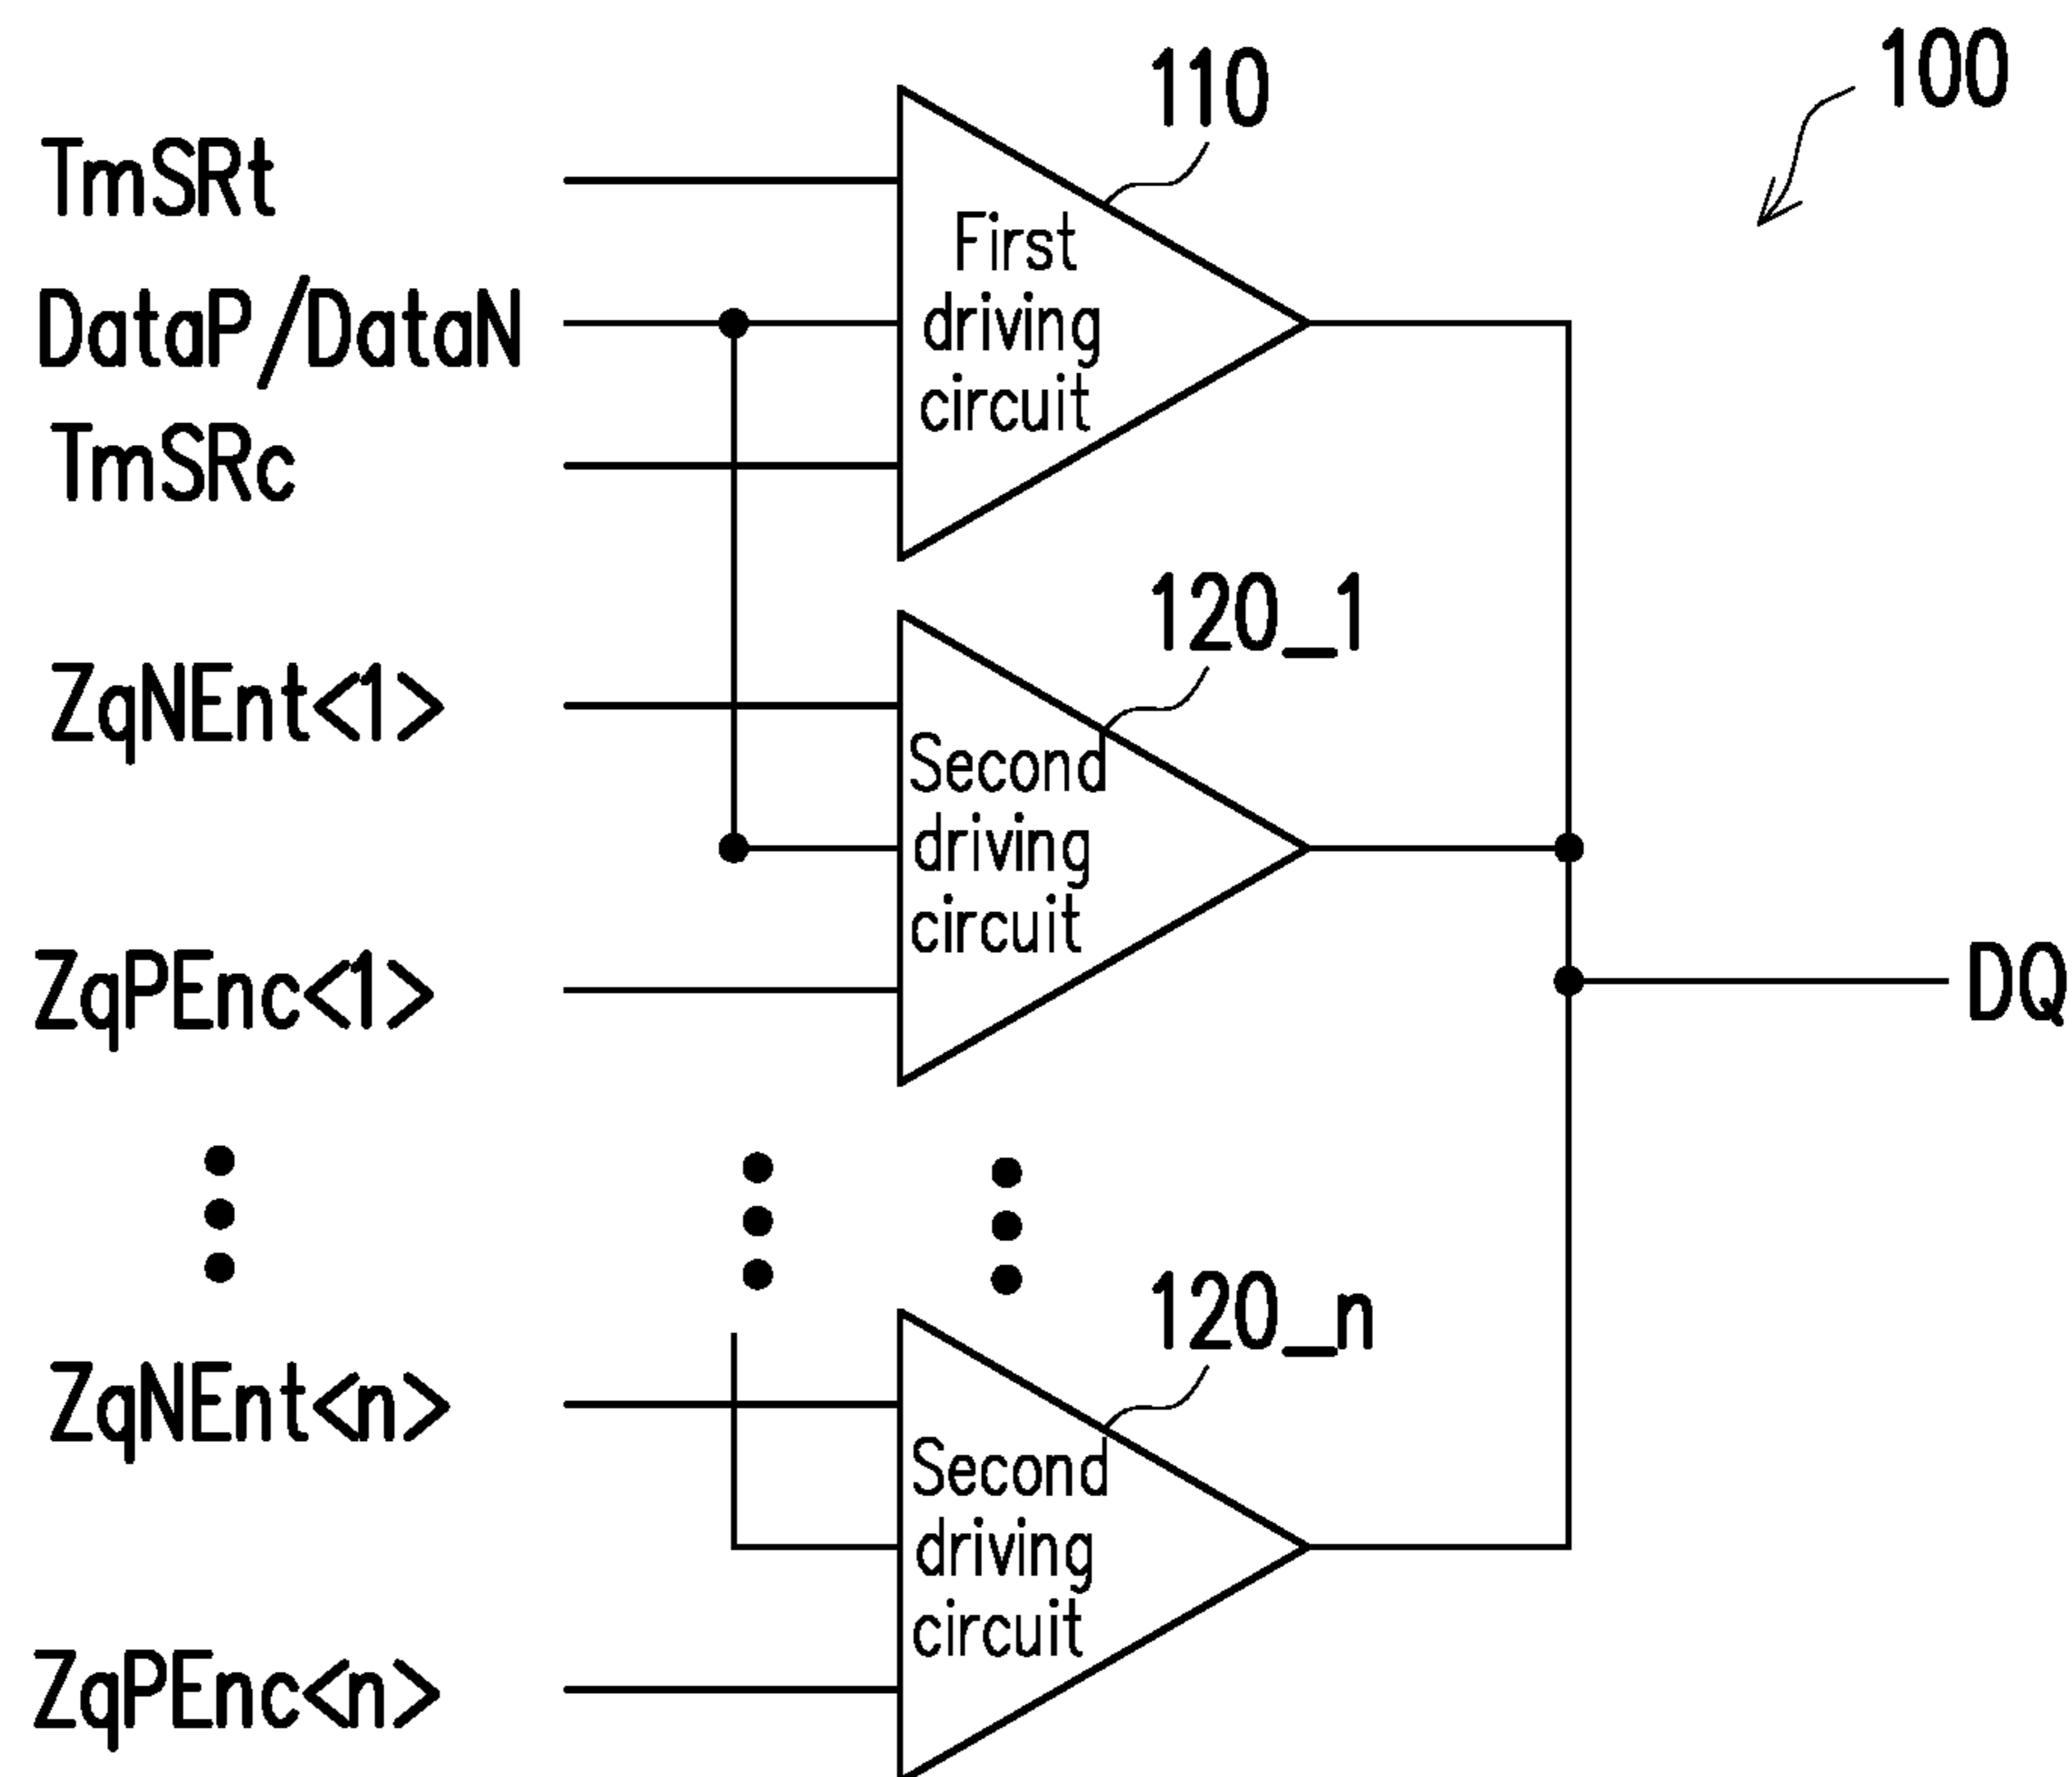 100
110
TmSRt
DataP/DataN
TmSRc
First
driving
circuit
120_1
ZqNEnt<1>
ZqPEnc<1>
Second
driving
circuit
DQ
120_n
ZqNEnt<n>
ZqPEnc<n>
Second
driving
circuit